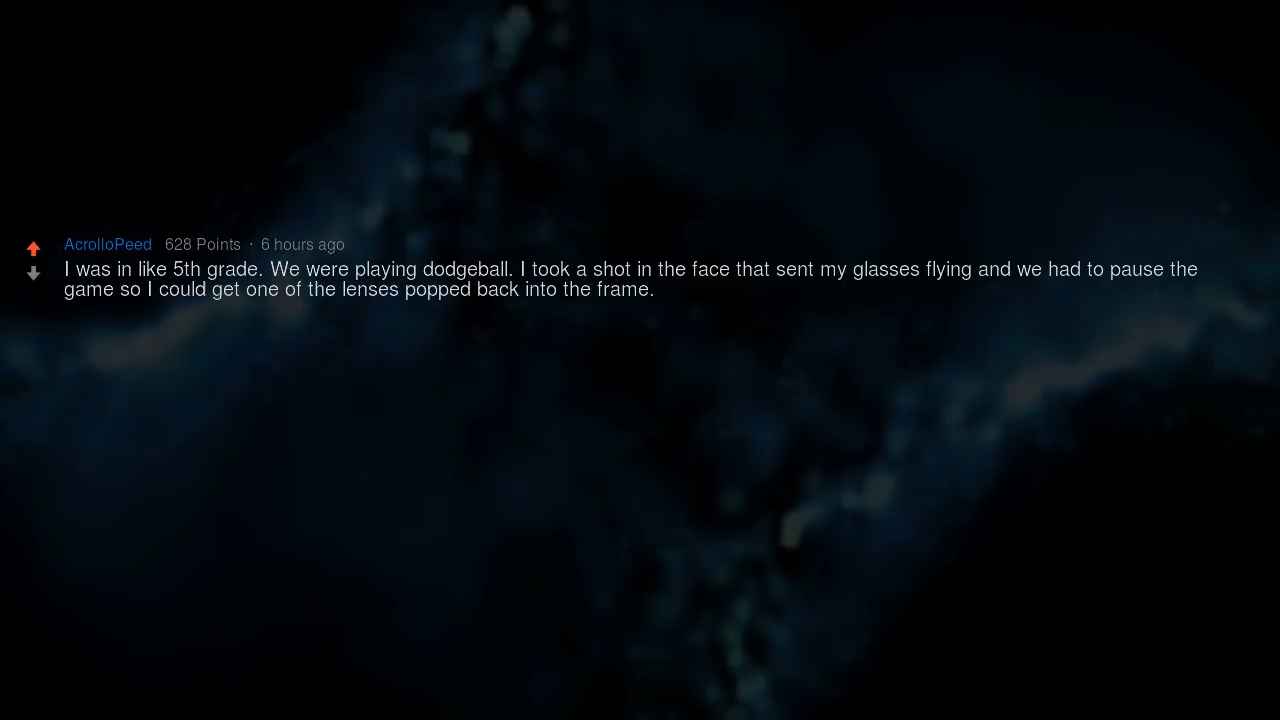 AcrolloPeed 628 Points · 6 hours ago
I was in like 5th grade. We were playing dodgeball. I took a shot in the face that sent my glasses flying and we had to pause the
game so I could get one of the lenses popped back into the frame.